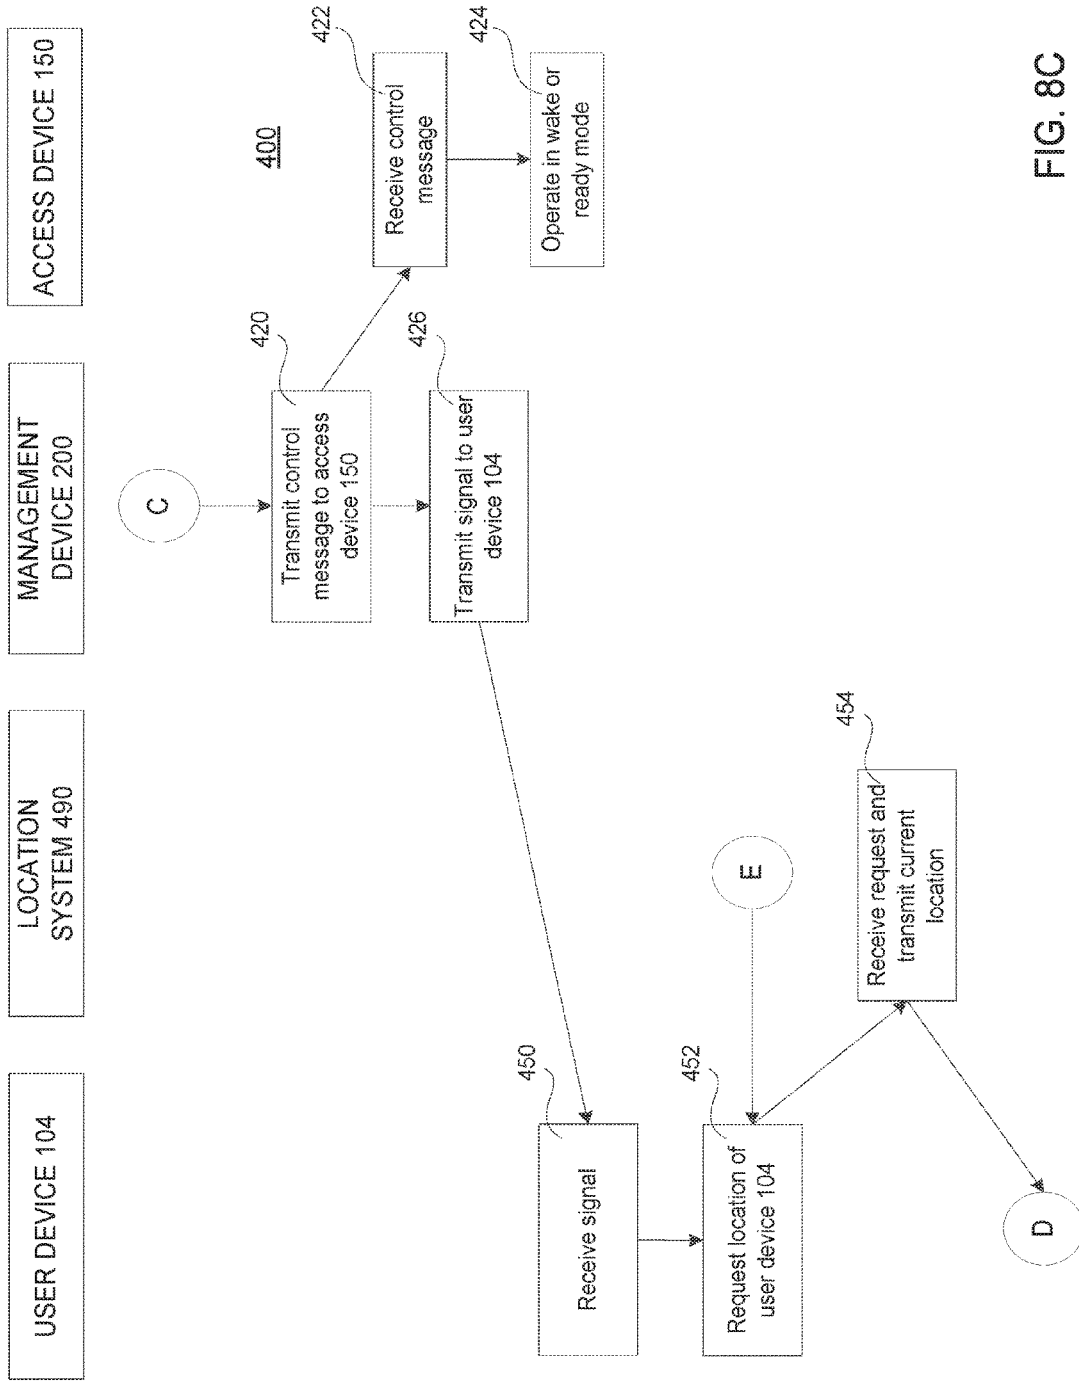 USER DEVICE 104
LOCATION
SYSTEM 490
MANAGEMENT
DEVICE 200
ACCESS DEVICE 150
C
400
420
Transmit control
message to access
device 150
422
Receive control
message
426
Transmit signal to user
device 104
424
Operate in wake or
ready mode
450
Receive signal
452
Request location of
user device 104
E
454
Receive request and
transmit current
location
D
FIG. 8C